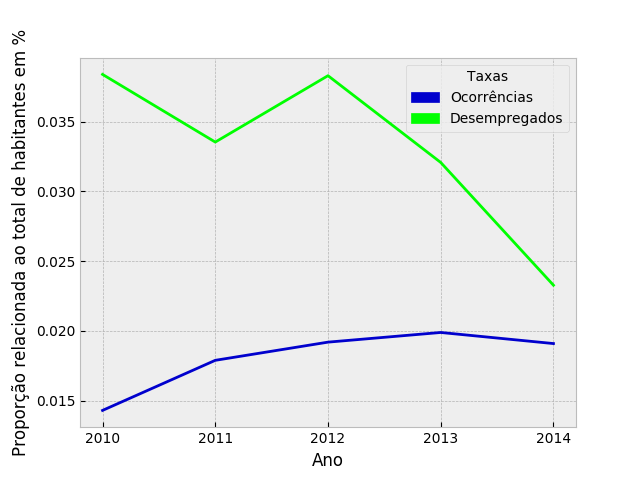 Proporção relacionada ao total de habitantes em %
Taxas
Ocorrências
Desempregados
0.035
0.030
0.025
0.020
0.015
2010 2011 2012 2013 2014
Ano